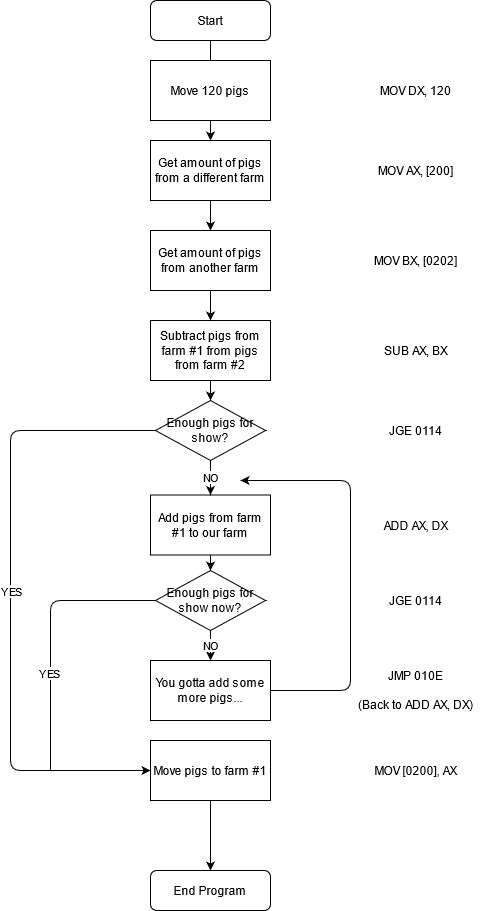 Start
Move 120 pigs
MOV DX, 120
Get amount of pigs
from a different farm
MOV AX, [200]
Get amount of pigs
from another farm
MOV BX, [0202]
Subtract pigs from
farm #1 from pigs
from farm #2
SUB AX, BX
Enough pigs for
show?
JGE 0114
NO
Add pigs from farm
#1 to our farm
ADD AX, DX
YES
Enough pigs for
show now?
JGE 0114
NO
YES
You gotta add some
more pigs...
JMP 010E
(Back to ADD AX, DX)
Move pigs to farm #1
MOV [0200], AX
End Program